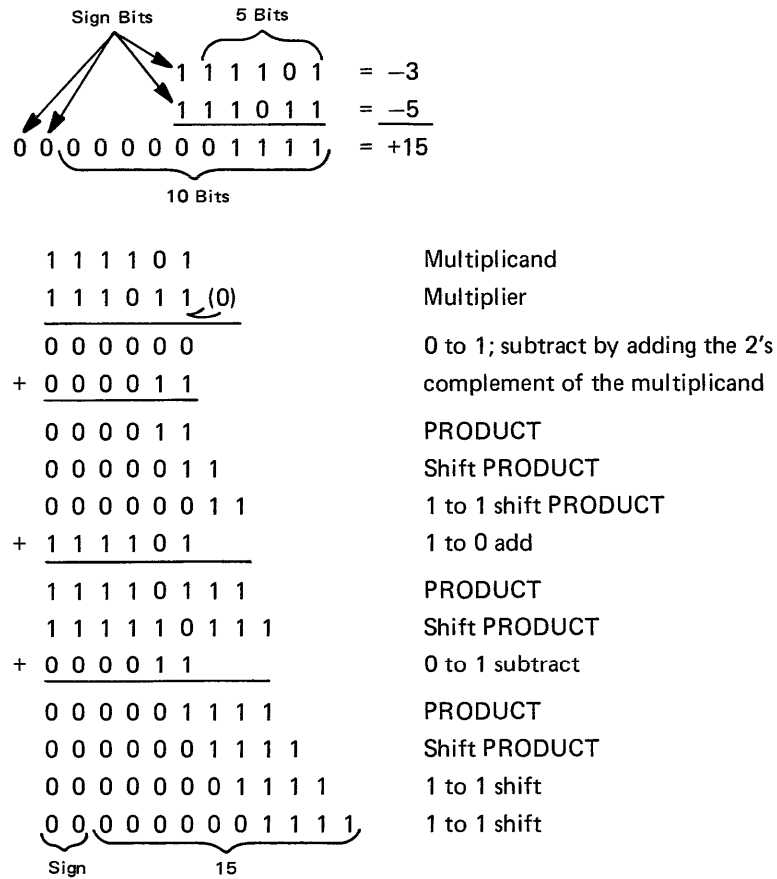 Sign Bits 5 Bits
1 1 1 1 0 1 = −3
1 1 1 0 1 1 = −5
0 0 0 0 0 0 0 0 1 1 1 1 = +15
10 Bits
1 1 1 1 0 1 Multiplicand
1 1 1 0 1 1 (0) Multiplier
0 0 0 0 0 0 0 to 1; subtract by adding the 2's
+ 0 0 0 0 1 1 complement of the multiplicand
0 0 0 0 1 1 PRODUCT
0 0 0 0 0 1 1 Shift PRODUCT
0 0 0 0 0 0 1 1 1 to 1 shift PRODUCT
+ 1 1 1 1 0 1 1 to 0 add
1 1 1 1 0 1 1 1 PRODUCT
1 1 1 1 1 0 1 1 1 Shift PRODUCT
+ 0 0 0 0 1 1 0 to 1 subtract
0 0 0 0 0 1 1 1 1 PRODUCT
0 0 0 0 0 0 1 1 1 1 Shift PRODUCT
0 0 0 0 0 0 0 1 1 1 1 1 to 1 shift
0 0 0 0 0 0 0 0 1 1 1 1 1 to 1 shift
Sign 15